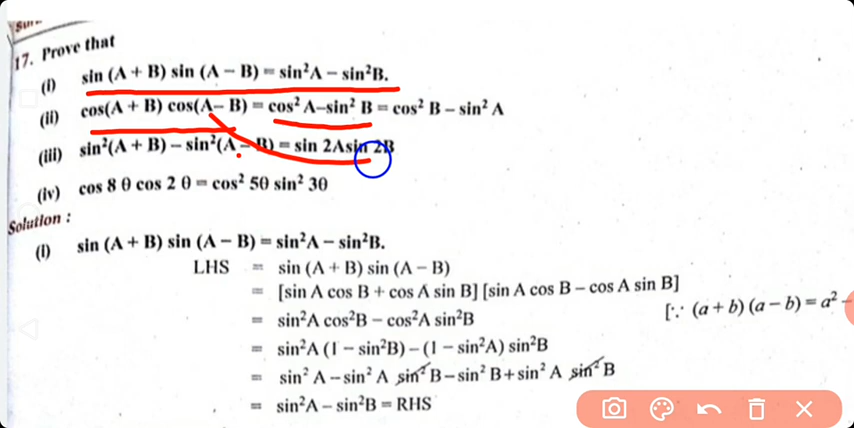 17. Prove that
(i) sin (A + B) sin (A – B) = sin²A – sin²B.
(ii) cos(A + B) cos(A – B) = cos² A – sin² B = cos² B – sin² A
(iii) sin²(A + B) – sin²(A – B) = sin 2A sin 2B
(iv) cos 8 θ cos 2 θ = cos² 5θ sin² 3θ
Solution :
(i) sin (A + B) sin (A – B) = sin²A – sin²B.
LHS = sin (A + B) sin (A – B)
= [sin A cos B + cos A sin B] [sin A cos B – cos A sin B]
[∵ (a + b) (a – b) = a² –
= sin²A cos²B – cos²A sin²B
= sin²A (1 – sin²B) – (1 – sin²A) sin²B
= sin² A – sin² A sin² B – sin² B + sin² A sin² B
= sin²A – sin²B = RHS